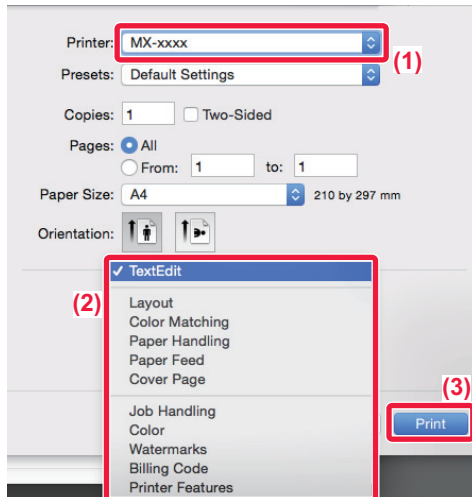 Printer: MX-xxxx
(1)
Presets: Default Settings
Copies: 1 Two-Sided
Pages: All
From: 1 to: 1
Paper Size: A4 210 by 297 mm
Orientation:
✓ TextEdit
(2)
Layout
Color Matching
Paper Handling
Paper Feed
Cover Page
(3)
Job Handling
Print
Color
Watermarks
Billing Code
Printer Features